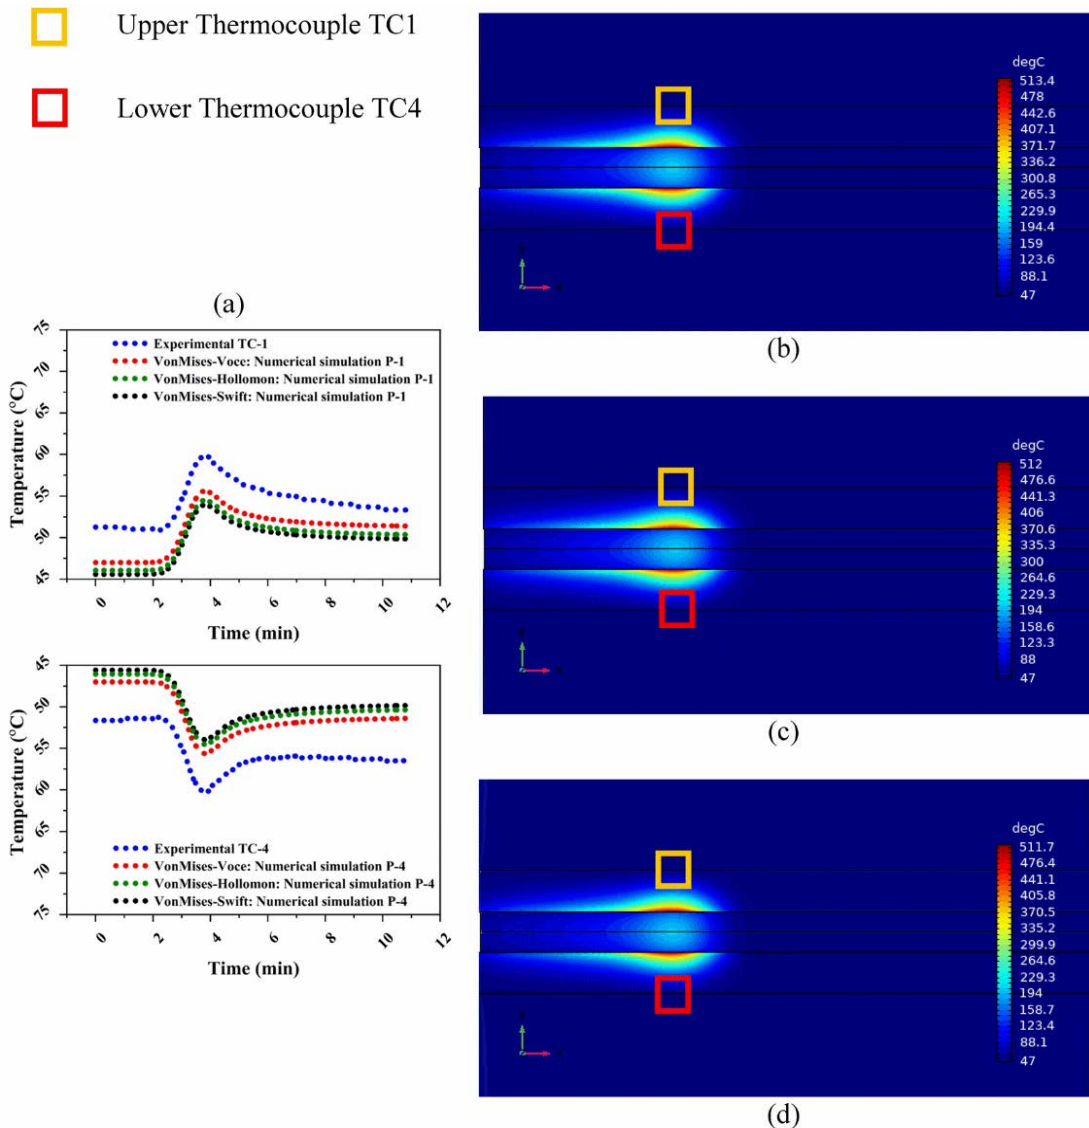 Upper Thermocouple TC1
Lower Thermocouple TC4
(a)
75
70
65
60
55
50
45
Temperature (°C)
Experimental TC-1
VonMises-Voce: Numerical simulation P-1
VonMises-Hollomon: Numerical simulation P-1
VonMises-Swift: Numerical simulation P-1
0 2 4 6 8 10 12
Time (min)
45
50
55
60
65
70
75
Temperature (°C)
Experimental TC-4
VonMises-Voce: Numerical simulation P-4
VonMises-Hollomon: Numerical simulation P-4
VonMises-Swift: Numerical simulation P-4
0 2 4 6 8 10 12
Time (min)
degC
513.4
478
442.6
407.1
371.7
336.2
300.8
265.3
229.9
194.4
159
123.6
88.1
47
(b)
degC
512
476.6
441.3
406
370.6
335.3
300
264.6
229.3
194
158.6
123.3
88
47
(c)
degC
511.7
476.4
441.1
405.8
370.5
335.2
299.9
264.6
229.3
194
158.7
123.4
88.1
47
(d)